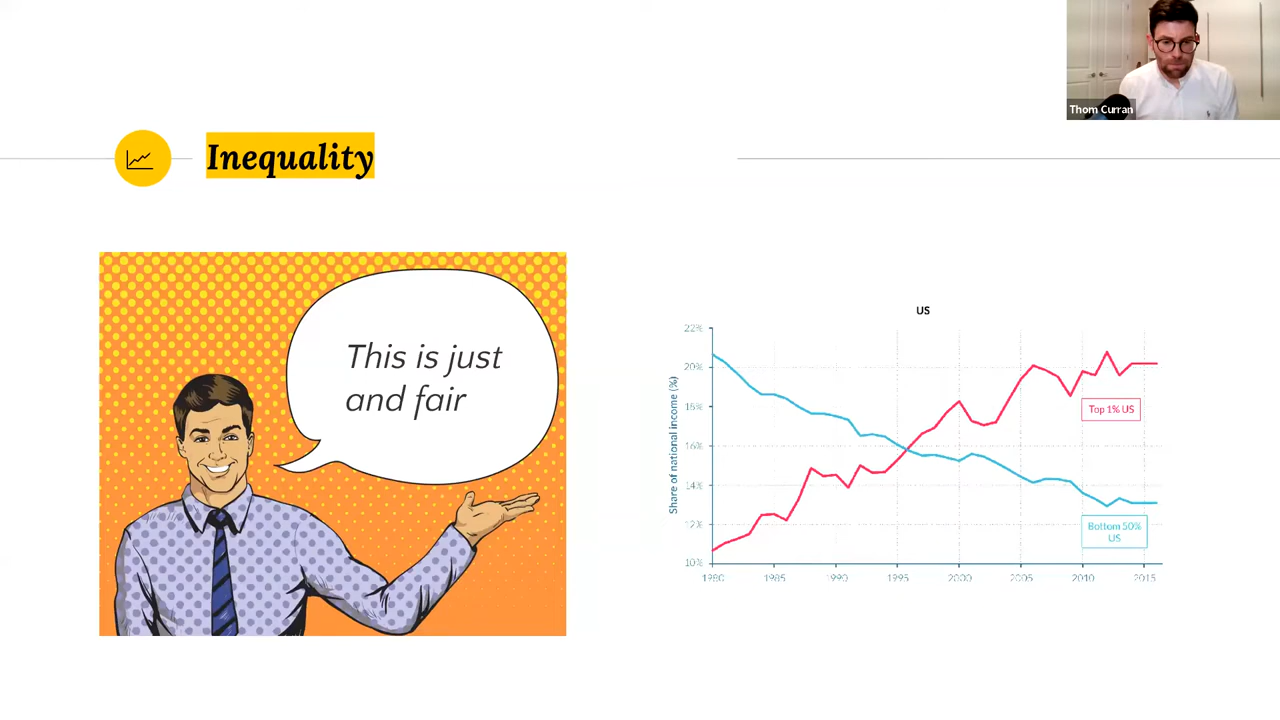 Thom Curran
Inequality
This is just
and fair
US
Share of national income (%)
22%
20%
18%
16%
14%
12%
10%
1980
1985
1990
1995
2000
2005
2010
2015
Top 1% US
Bottom 50%
US